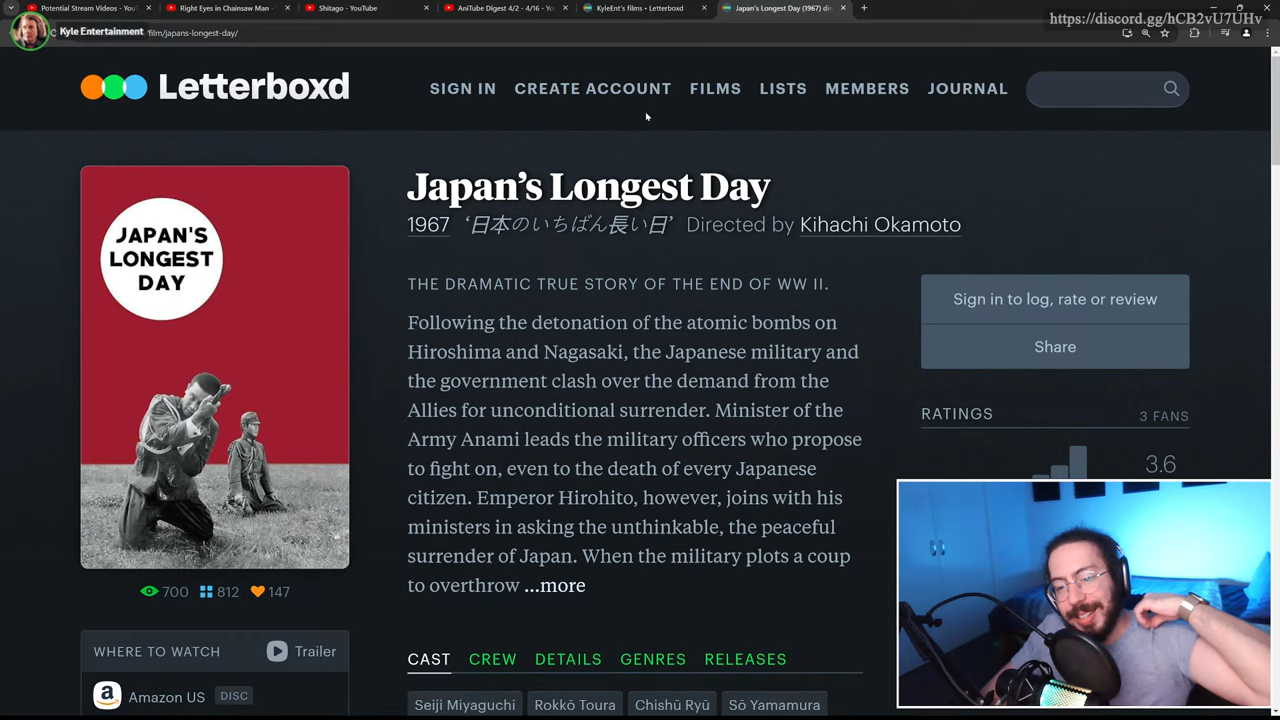 Potential Stream Videos - YouT
Right Eyes in Chainsaw Man -
Shitago - YouTube
AniTube Digest 4/2 - 4/16 - Yo
KyleEnt's films • Letterboxd
Japan's Longest Day (1967) di
https://discord.gg/hCB2vU7UHv
Kyle Entertainment
film/japans-longest-day/
Letterboxd
SIGN IN
CREATE ACCOUNT
FILMS
LISTS
MEMBERS
JOURNAL
JAPAN'S
LONGEST
DAY
Japan's Longest Day
1967 ‘日本のいちばん長い日’ Directed by Kihachi Okamoto
THE DRAMATIC TRUE STORY OF THE END OF WW II.
Following the detonation of the atomic bombs on
Hiroshima and Nagasaki, the Japanese military and
the government clash over the demand from the
Allies for unconditional surrender. Minister of the
Army Anami leads the military officers who propose
to fight on, even to the death of every Japanese
citizen. Emperor Hirohito, however, joins with his
ministers in asking the unthinkable, the peaceful
surrender of Japan. When the military plots a coup
to overthrow ...more
Sign in to log, rate or review
Share
RATINGS
3 FANS
3.6
700
812
147
WHERE TO WATCH
Trailer
Amazon US
DISC
CAST
CREW
DETAILS
GENRES
RELEASES
Seiji Miyaguchi
Rokkō Toura
Chishū Ryū
Sō Yamamura